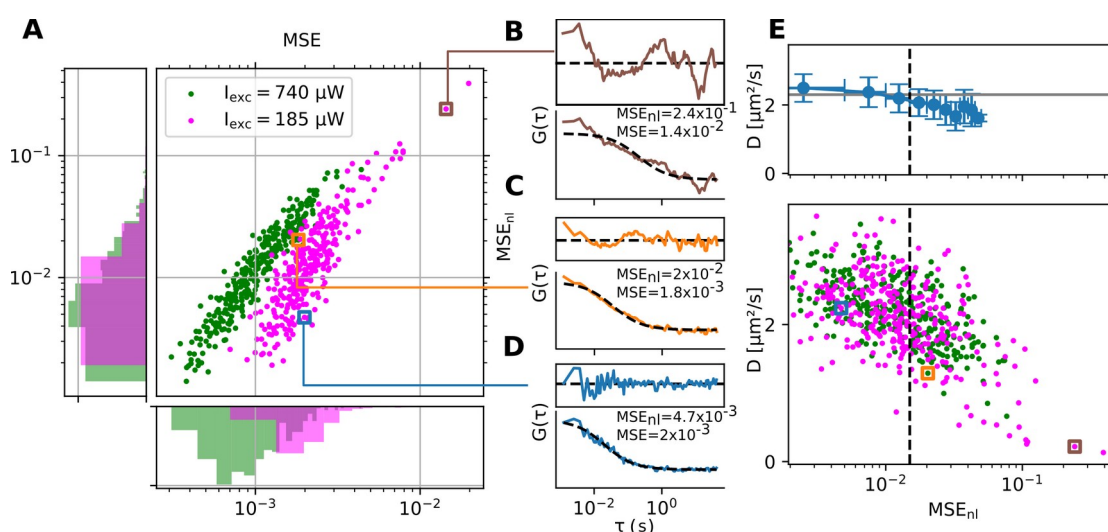 A
MSE
I_exc = 740 µW
I_exc = 185 µW
10⁻¹
10⁻²
10⁻³
10⁻²
MSE_nl
B
MSE_nl=2.4x10⁻¹
MSE=1.4x10⁻²
G(τ)
C
MSE_nl=2x10⁻²
MSE=1.8x10⁻³
G(τ)
D
MSE_nl=4.7x10⁻³
MSE=2x10⁻³
G(τ)
10⁻²
10⁰
τ (s)
E
D [µm²/s]
2
0
D [µm²/s]
2
0
10⁻²
10⁻¹
MSE_nl